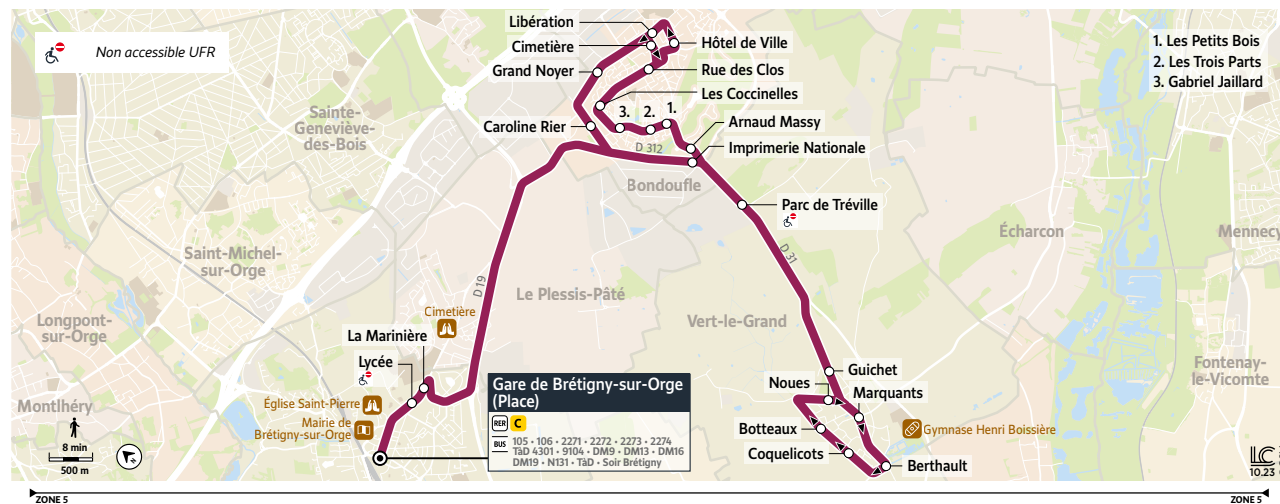 Non accessible UFR
Libération
Cimetière
Grand Noyer
Caroline Rier
Hôtel de Ville
Rue des Clos
Les Coccinelles
3.
2.
1.
Arnaud Massy
Imprimerie Nationale
D 312
Bondoufle
Parc de Tréville
D 31
1. Les Petits Bois
2. Les Trois Parts
3. Gabriel Jaillard
Sainte-
Geneviève-
des-Bois
Saint-Michel-
sur-Orge
Longpont-
sur-Orge
Montlhéry
Le Plessis-Pâté
Vert-le-Grand
Écharcon
Mennecy
Fontenay-
le-Vicomte
D 19
Cimetière
La Marinière
Lycée
Église Saint-Pierre
Mairie de
Brétigny-sur-Orge
Gare de Brétigny-sur-Orge
(Place)
RER C
BUS
105 • 106 • 2271 • 2272 • 2273 • 2274
TàD 4301 • 9104 • DM9 • DM13 • DM16
DM19 • N131 • TàD • Soir Brétigny
Guichet
Noues
Marquants
Botteaux
Coquelicots
Berthault
Gymnase Henri Boissière
8 min
500 m
LC
10.23
ZONE 5
ZONE 5